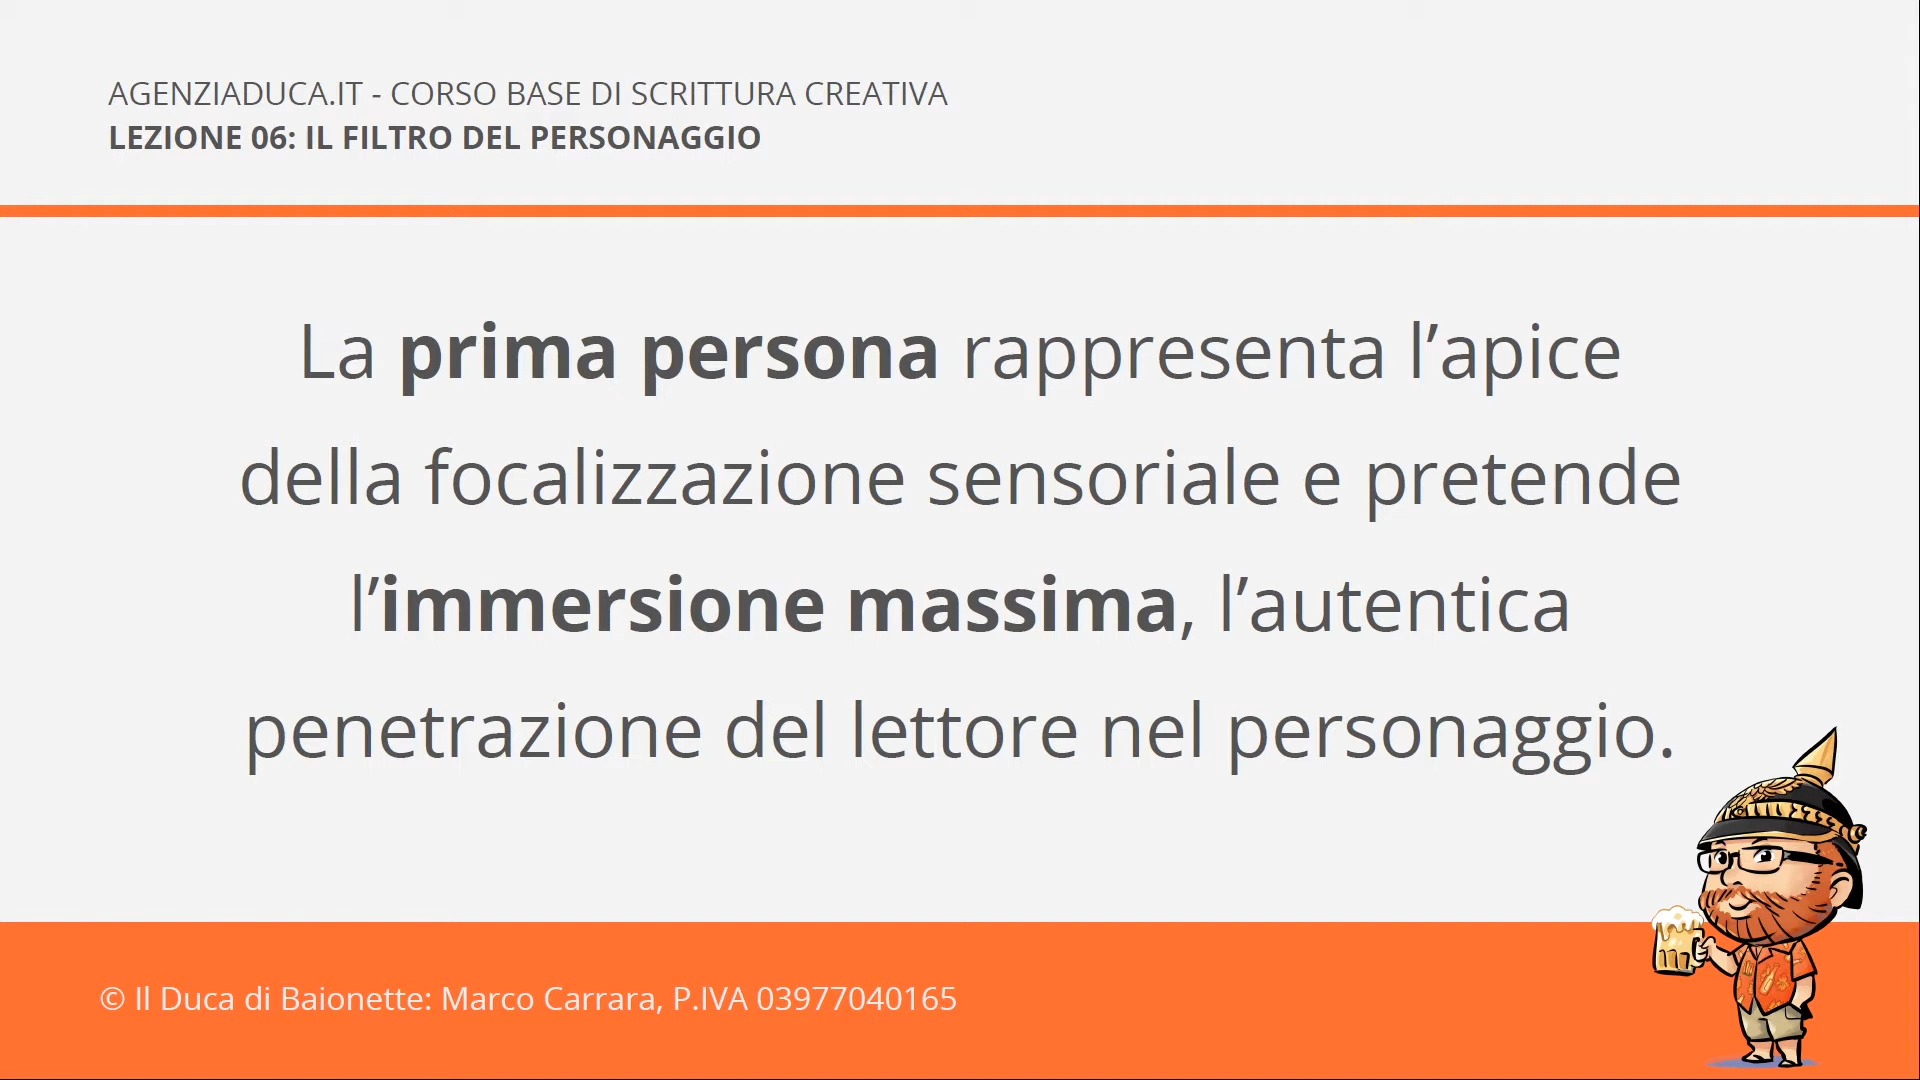 AGENZIADUCA.IT - CORSO BASE DI SCRITTURA CREATIVA
LEZIONE 06: IL FILTRO DEL PERSONAGGIO
La prima persona rappresenta l’apice
della focalizzazione sensoriale e pretende
l’immersione massima, l’autentica
penetrazione del lettore nel personaggio.
© Il Duca di Baionette: Marco Carrara, P.IVA 03977040165